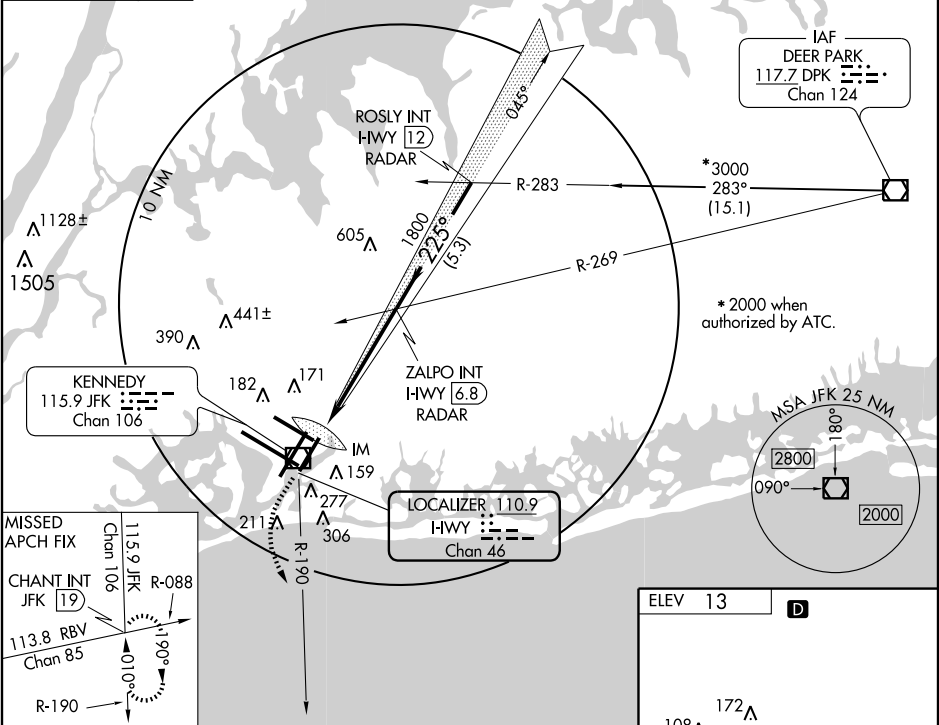 IAF
DEER PARK
117.7 DPK
Chan 124
ROSLY INT
I-IWY 12
RADAR
045°
10 NM
R-283
*3000
283°
(15.1)
1128±
1505
605
1800
225°
(5.3)
R-269
*2000 when
authorized by ATC.
441±
390
ZALPO INT
I-IWY 6.8
RADAR
KENNEDY
115.9 JFK
Chan 106
182
171
IM
159
277
211
306
R-190
LOCALIZER 110.9
I-IWY
Chan 46
MSA JFK 25 NM
180°
2800
090°
2000
MISSED
APCH FIX
115.9 JFK
Chan 106
CHANT INT
JFK 19
R-088
113.8 RBV
Chan 85
190°
010°
R-190
ELEV 13
D
172
108